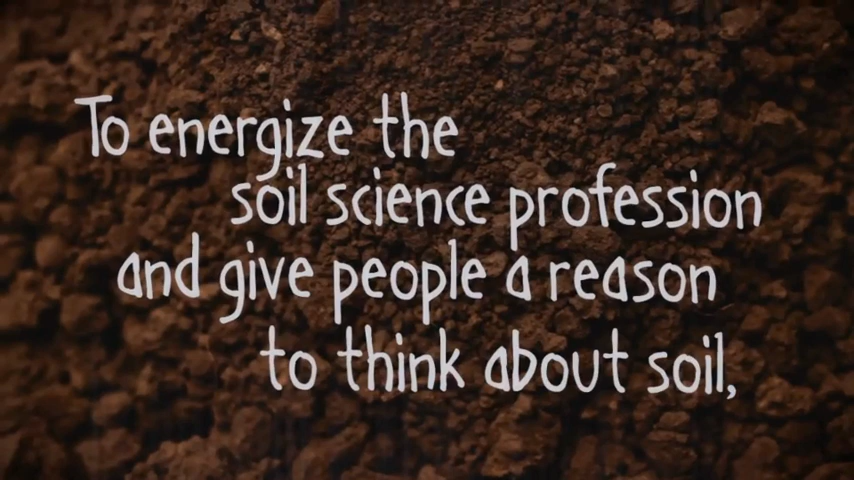 To energize the
soil science profession
and give people a reason
to think about soil,